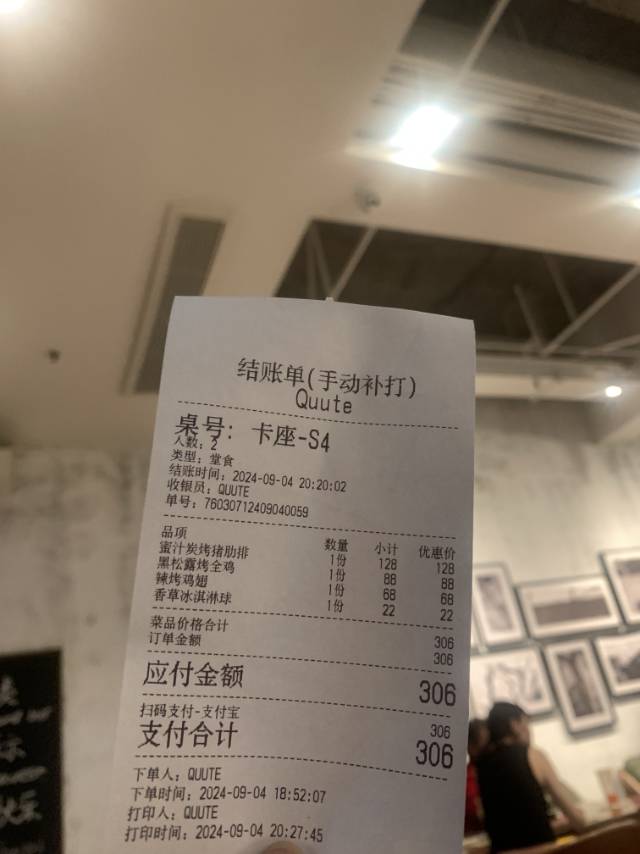 结账单(手动补打)
Quute
桌号: 卡座-S4
人数: 2
类型: 堂食
结账时间: 2024-09-04 20:20:02
收银员: QUUTE
单号: 76030712409040059
品项 数量 小计 优惠价
蜜汁炭烤猪肋排 1份 128 128
黑松露烤全鸡 1份 88 88
辣烤鸡翅 1份 68 68
香草冰淇淋球 1份 22 22
菜品价格合计 306
订单金额 306
应付金额 306
扫码支付-支付宝 306
支付合计 306
下单人: QUUTE
下单时间: 2024-09-04 18:52:07
打印人: QUUTE
打印时间: 2024-09-04 20:27:45